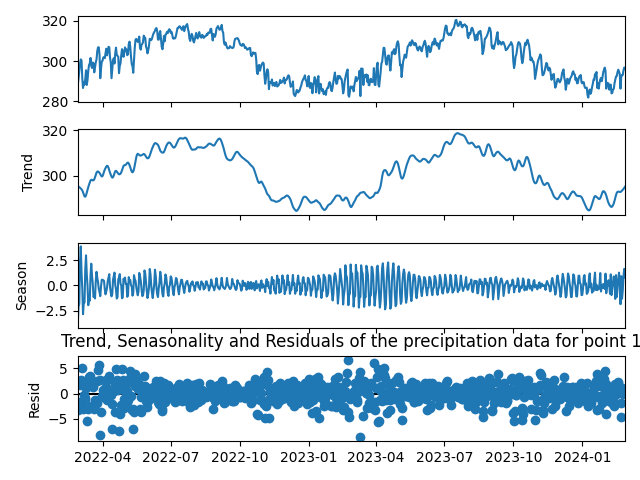 320
300
280
320
300
Trend
2.5
0.0
−2.5
Season
Trend, Senasonality and Residuals of the precipitation data for point 1
5
0
−5
Resid
2022-04 2022-07 2022-10 2023-01 2023-04 2023-07 2023-10 2024-01